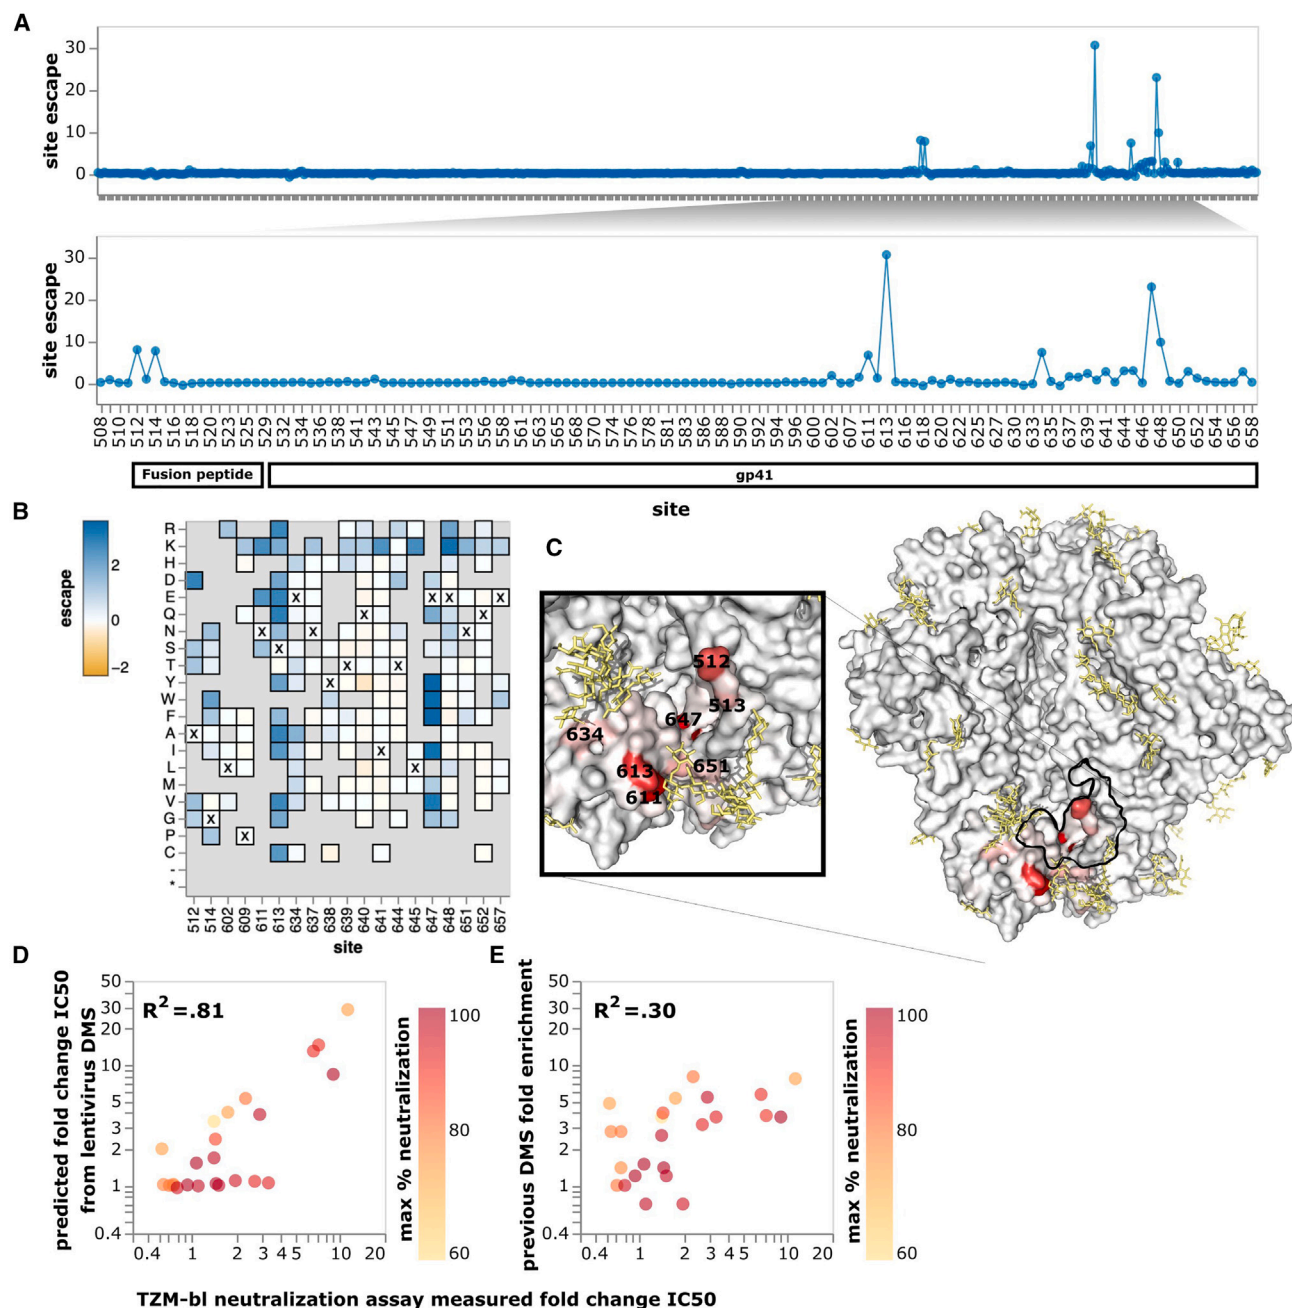 A
site escape
30
20
10
0
site escape
30
20
10
0
508 510 512 514 516 518 520 523 525 529 532 534 536 538 541 543 545 547 549 551 553 556 558 561 563 565 568 570 574 576 578 581 583 586 588 590 592 594 596 600 602 607 611 613 616 618 620 622 625 627 630 633 635 637 639 641 644 646 648 650 652 654 656 658
Fusion peptide
gp41
site
B
escape
2
0
−2
R
K
H
D
E X X X X
Q X X
N X X X
S X
T X X
Y X
W
F
A X
I X
L X X
M
V
G X
P X
C
-
*
512 514 602 609 611 613 634 637 638 639 640 641 644 645 647 648 651 652 657
site
C
512
513
647
634
613
651
611
D
predicted fold change IC50
from lentivirus DMS
50
30
20
10
5
3
2
1
0.4
R²=.81
0.4 1 2 3 4 5 10 20
max % neutralization
100
80
60
E
previous DMS fold enrichment
50
30
20
10
5
3
2
1
0.4
R²=.30
0.4 1 2 3 4 5 10 20
max % neutralization
100
80
60
TZM-bl neutralization assay measured fold change IC50